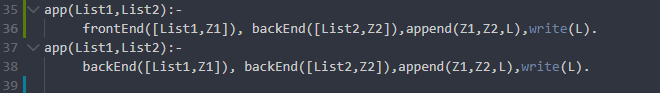 35 app(List1,List2):-
36 frontEnd([List1,Z1]), backEnd([List2,Z2]),append(Z1,Z2,L),write(L).
37 app(List1,List2):-
38 backEnd([List1,Z1]), backEnd([List2,Z2]),append(Z1,Z2,L),write(L).
39